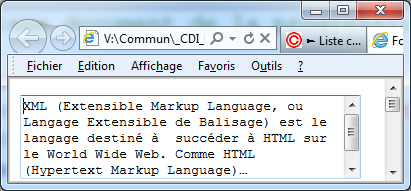 V:\Commun\_CDI_
► Liste c...
Fo
Fichier Edition Affichage Favoris Outils ?
XML (Extensible Markup Language, ou
Langage Extensible de Balisage) est le
langage destiné à  succéder à HTML sur
le World Wide Web. Comme HTML
(Hypertext Markup Language)…